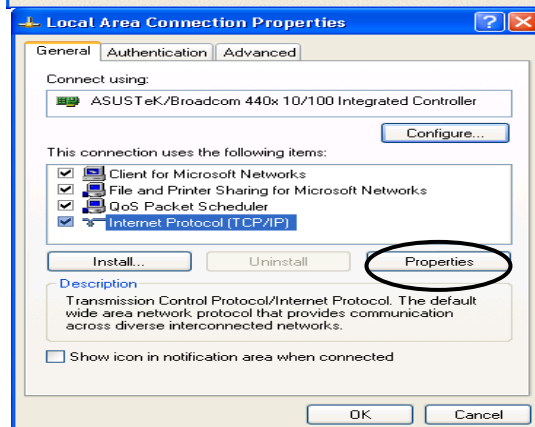 Local Area Connection Properties
General Authentication Advanced
Connect using:
ASUSTeK/Broadcom 440x 10/100 Integrated Controller
Configure...
This connection uses the following items:
Client for Microsoft Networks
File and Printer Sharing for Microsoft Networks
QoS Packet Scheduler
Internet Protocol (TCP/IP)
Install... Uninstall Properties
Description
Transmission Control Protocol/Internet Protocol. The default
wide area network protocol that provides communication
across diverse interconnected networks.
Show icon in notification area when connected
OK Cancel